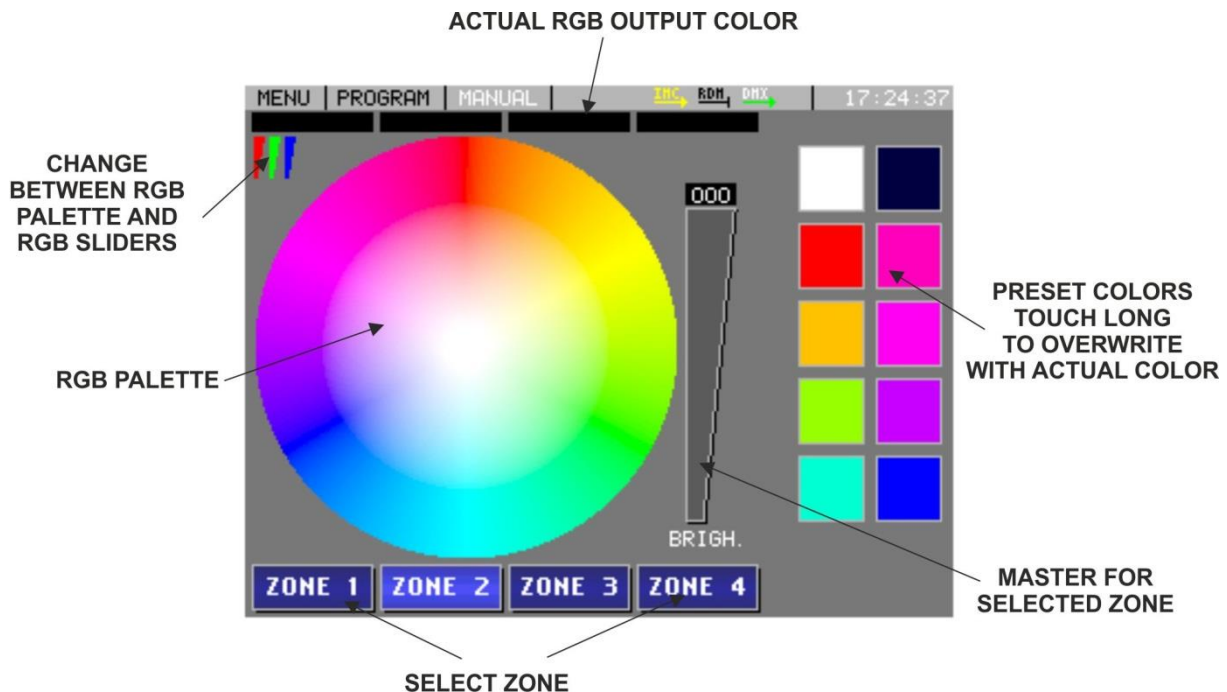 ACTUAL RGB OUTPUT COLOR
MENU PROGRAM MANUAL IMC RDM DMX 17:24:37
CHANGE
BETWEEN RGB
PALETTE AND
RGB SLIDERS
000
PRESET COLORS
TOUCH LONG
TO OVERWRITE
WITH ACTUAL COLOR
RGB PALETTE
BRIGH.
ZONE 1 ZONE 2 ZONE 3 ZONE 4
MASTER FOR
SELECTED ZONE
SELECT ZONE